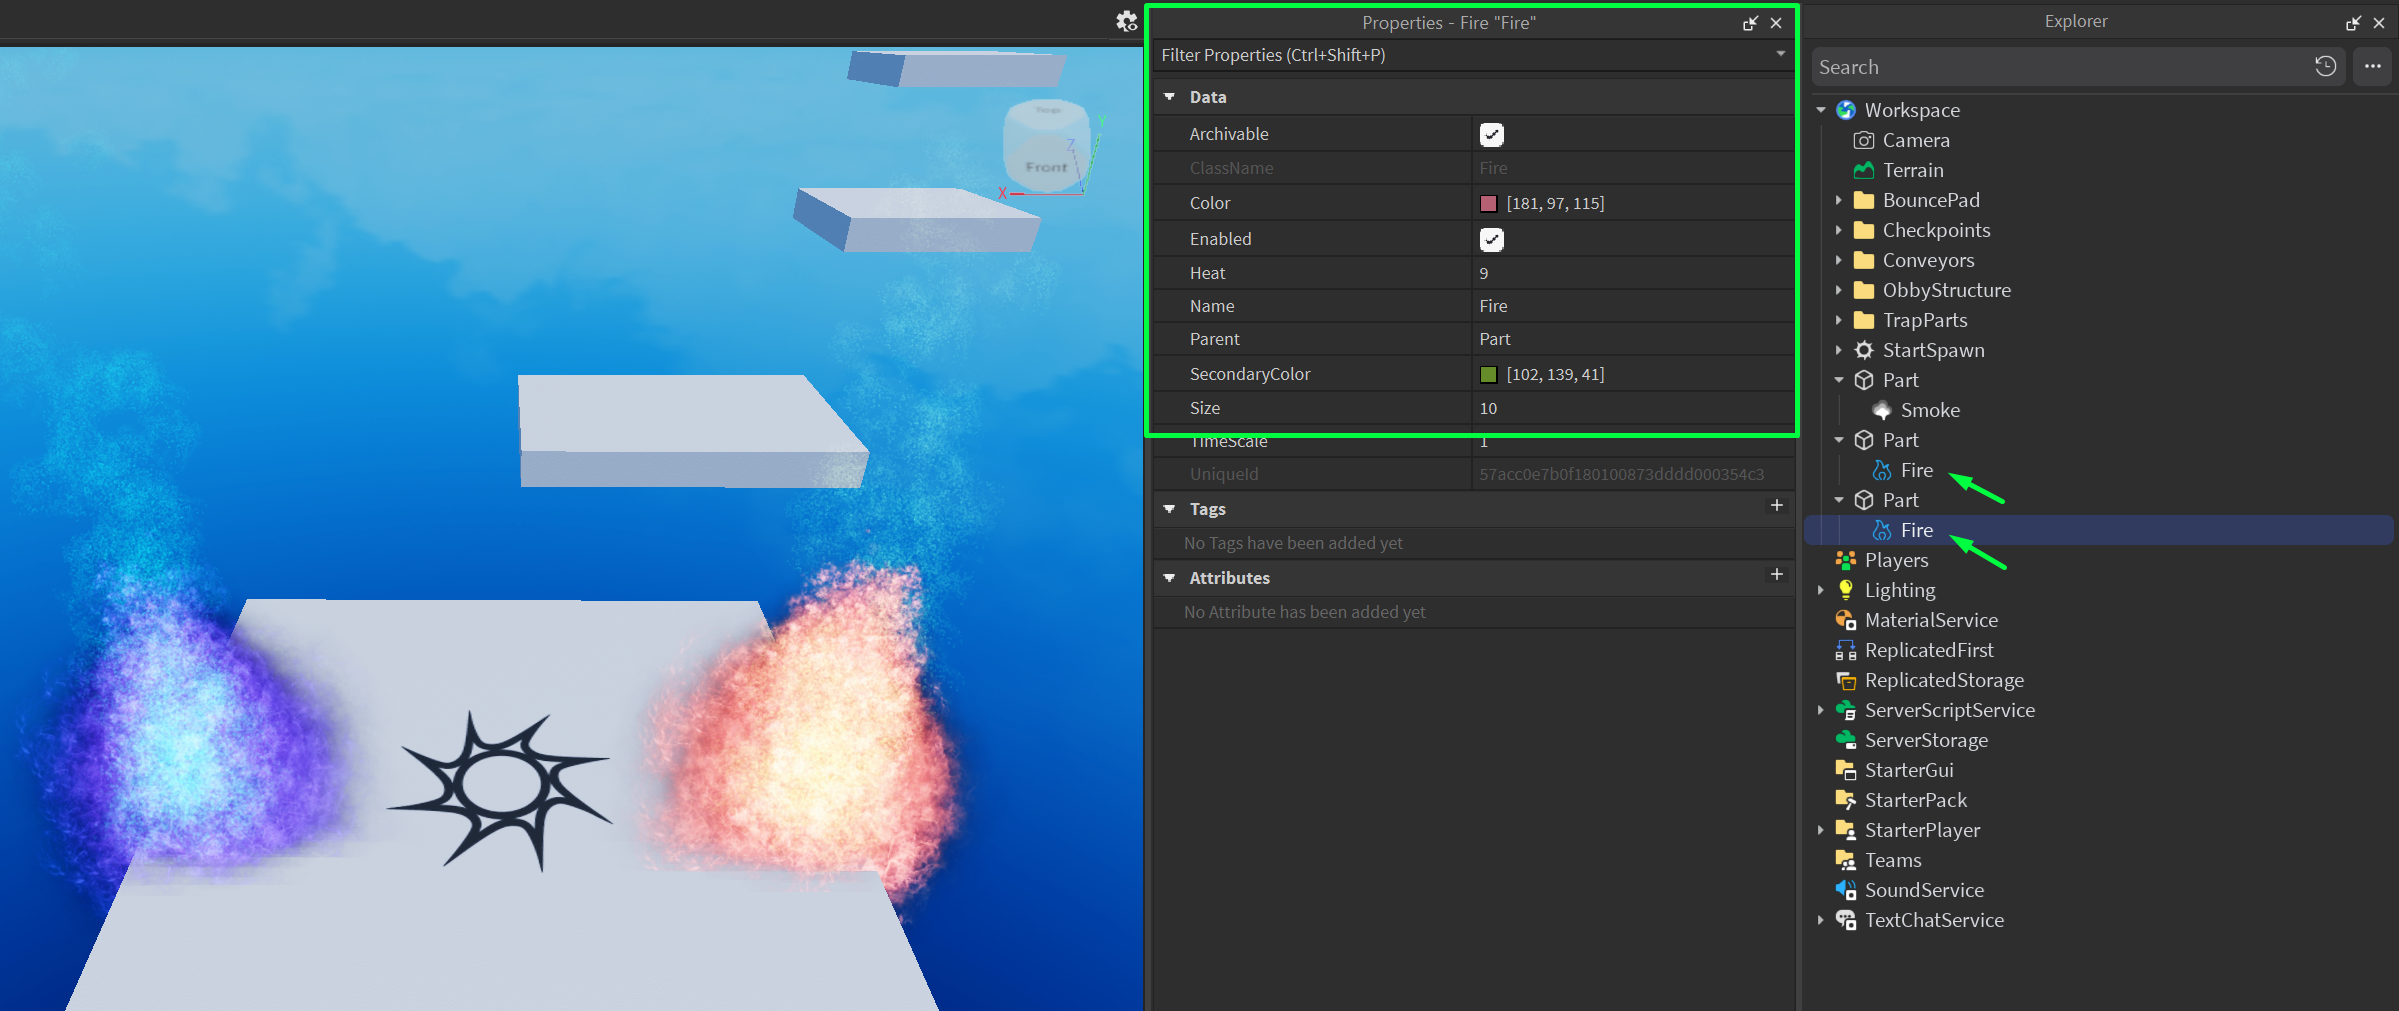 Properties - Fire "Fire"
Filter Properties (Ctrl+Shift+P)
Data
Archivable
ClassName Fire
Color [181, 97, 115]
Enabled
Heat 9
Name Fire
Parent Part
SecondaryColor [102, 139, 41]
Size 10
TimeScale 1
UniqueId 57acc0e7b0f180100873dddd000354c3
Tags
No Tags have been added yet
Attributes
No Attribute has been added yet
Explorer
Search
Workspace
Camera
Terrain
BouncePad
Checkpoints
Conveyors
ObbyStructure
TrapParts
StartSpawn
Part
Smoke
Part
Fire
Part
Fire
Players
Lighting
MaterialService
ReplicatedFirst
ReplicatedStorage
ServerScriptService
ServerStorage
StarterGui
StarterPack
StarterPlayer
Teams
SoundService
TextChatService
Top
Y
Z
Front
X